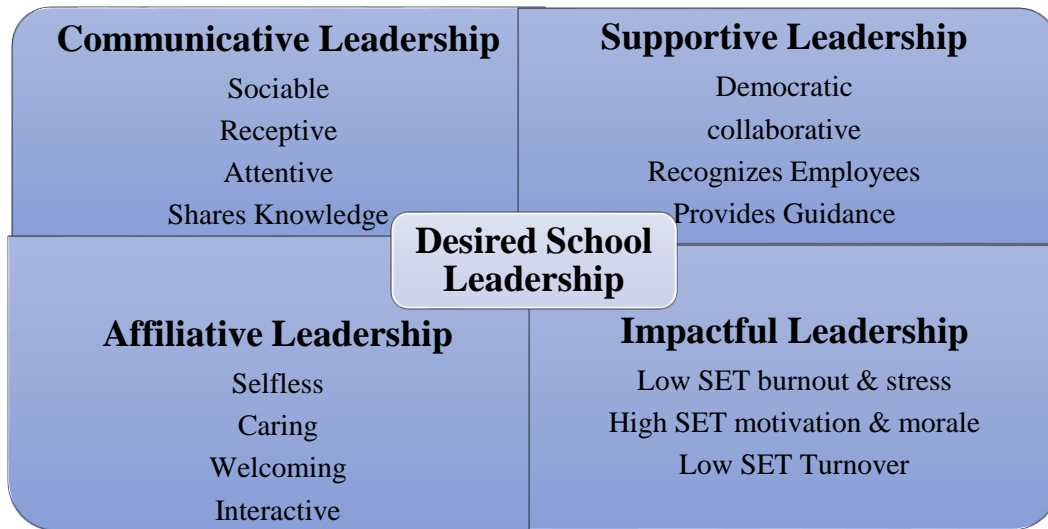 Communicative Leadership
Sociable
Receptive
Attentive
Shares Knowledge
Supportive Leadership
Democratic
collaborative
Recognizes Employees
Provides Guidance
Desired School
Leadership
Affiliative Leadership
Selfless
Caring
Welcoming
Interactive
Impactful Leadership
Low SET burnout & stress
High SET motivation & morale
Low SET Turnover